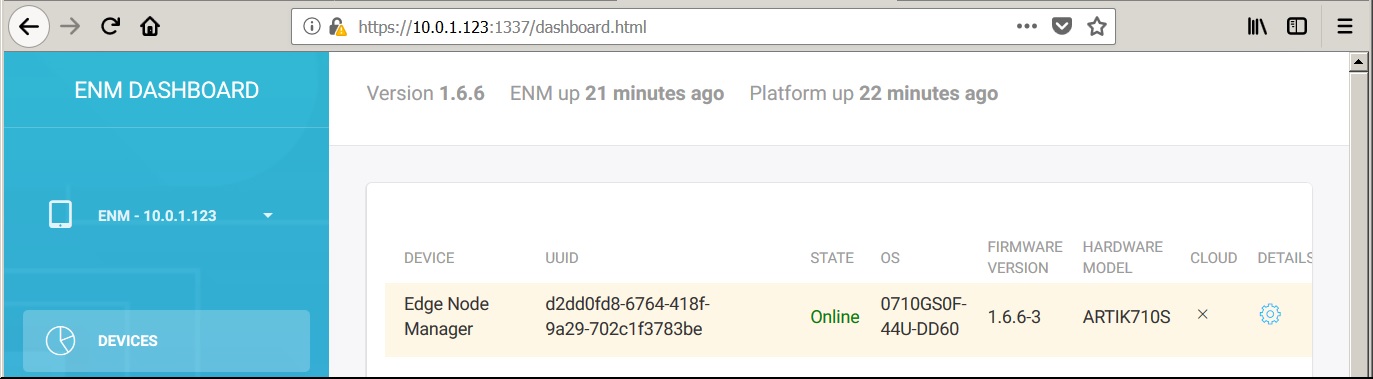 https://10.0.1.123:1337/dashboard.html
ENM DASHBOARD
Version 1.6.6 ENM up 21 minutes ago Platform up 22 minutes ago
ENM - 10.0.1.123
DEVICES
DEVICE UUID STATE OS FIRMWARE VERSION HARDWARE MODEL CLOUD DETAILS
Edge Node Manager d2dd0fd8-6764-418f-9a29-702c1f3783be Online 0710GS0F-44U-DD60 1.6.6-3 ARTIK710S